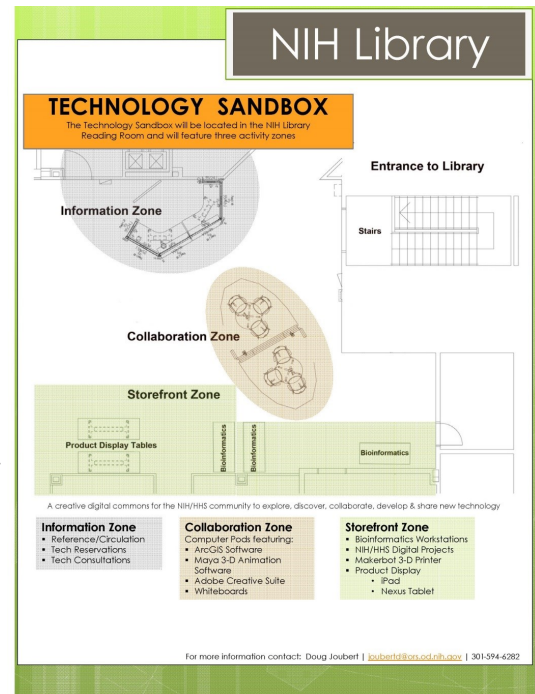 NIH Library
TECHNOLOGY SANDBOX
The Technology Sandbox will be located in the NIH Library
Reading Room and will feature three activity zones
Entrance to Library
Information Zone
Stairs
Collaboration Zone
Storefront Zone
Product Display Tables
Bioinformatics
Bioinformatics
Bioinformatics
A creative digital commons for the NIH/HHS community to explore, discover, collaborate, develop & share new technology
Information Zone
▪ Reference/Circulation
▪ Tech Reservations
▪ Tech Consultations
Collaboration Zone
Computer Pods featuring:
▪ ArcGIS Software
▪ Maya 3-D Animation
Software
▪ Adobe Creative Suite
▪ Whiteboards
Storefront Zone
▪ Bioinformatics Workstations
▪ NIH/HHS Digital Projects
▪ Makerbot 3-D Printer
▪ Product Display
• iPad
• Nexus Tablet
For more information contact: Doug Joubert | joubertd@ors.od.nih.gov | 301-594-6282